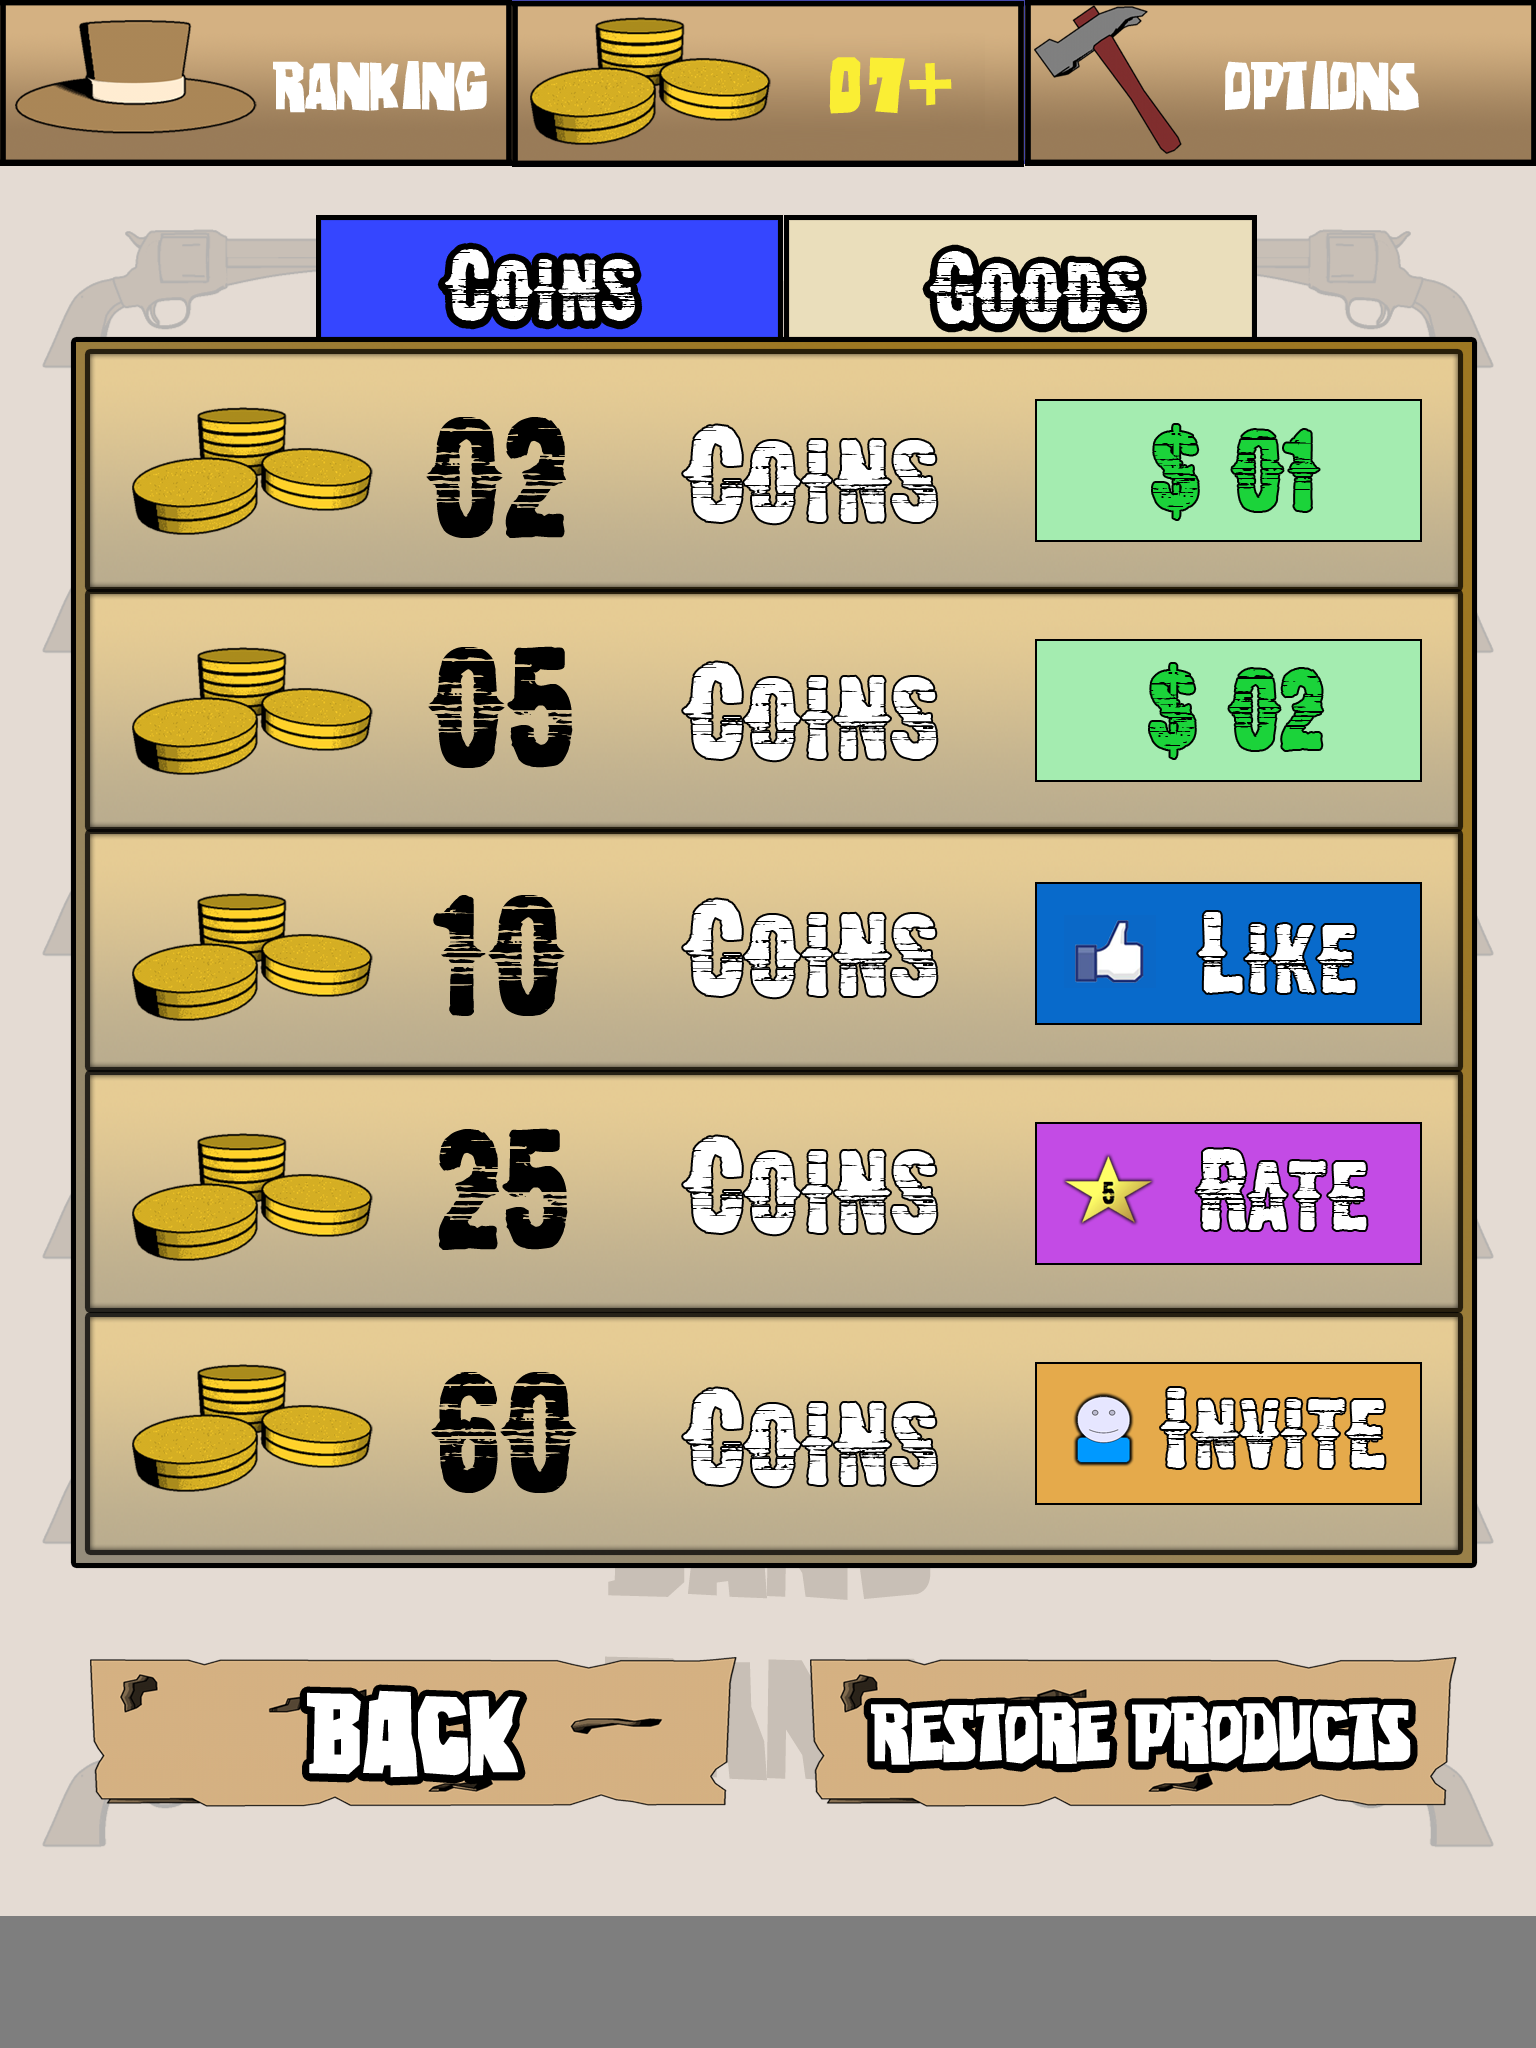 RANKING
07+
OPTIONS
Coins
Goods
02 Coins $ 01
05 Coins $ 02
10 Coins Like
25 Coins 5 Rate
60 Coins Invite
BACK
RESTORE PRODUCTS